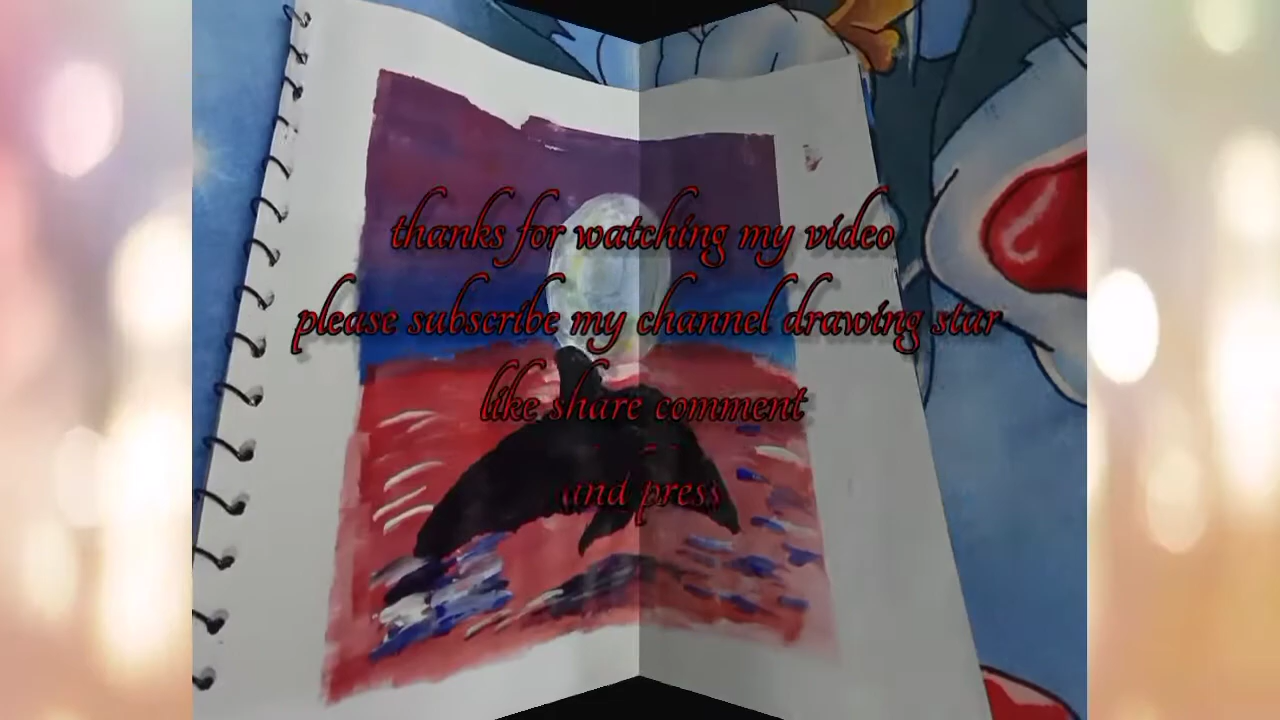 thanks for watching my video
please subscribe my channel drawing star
like share comment
and press